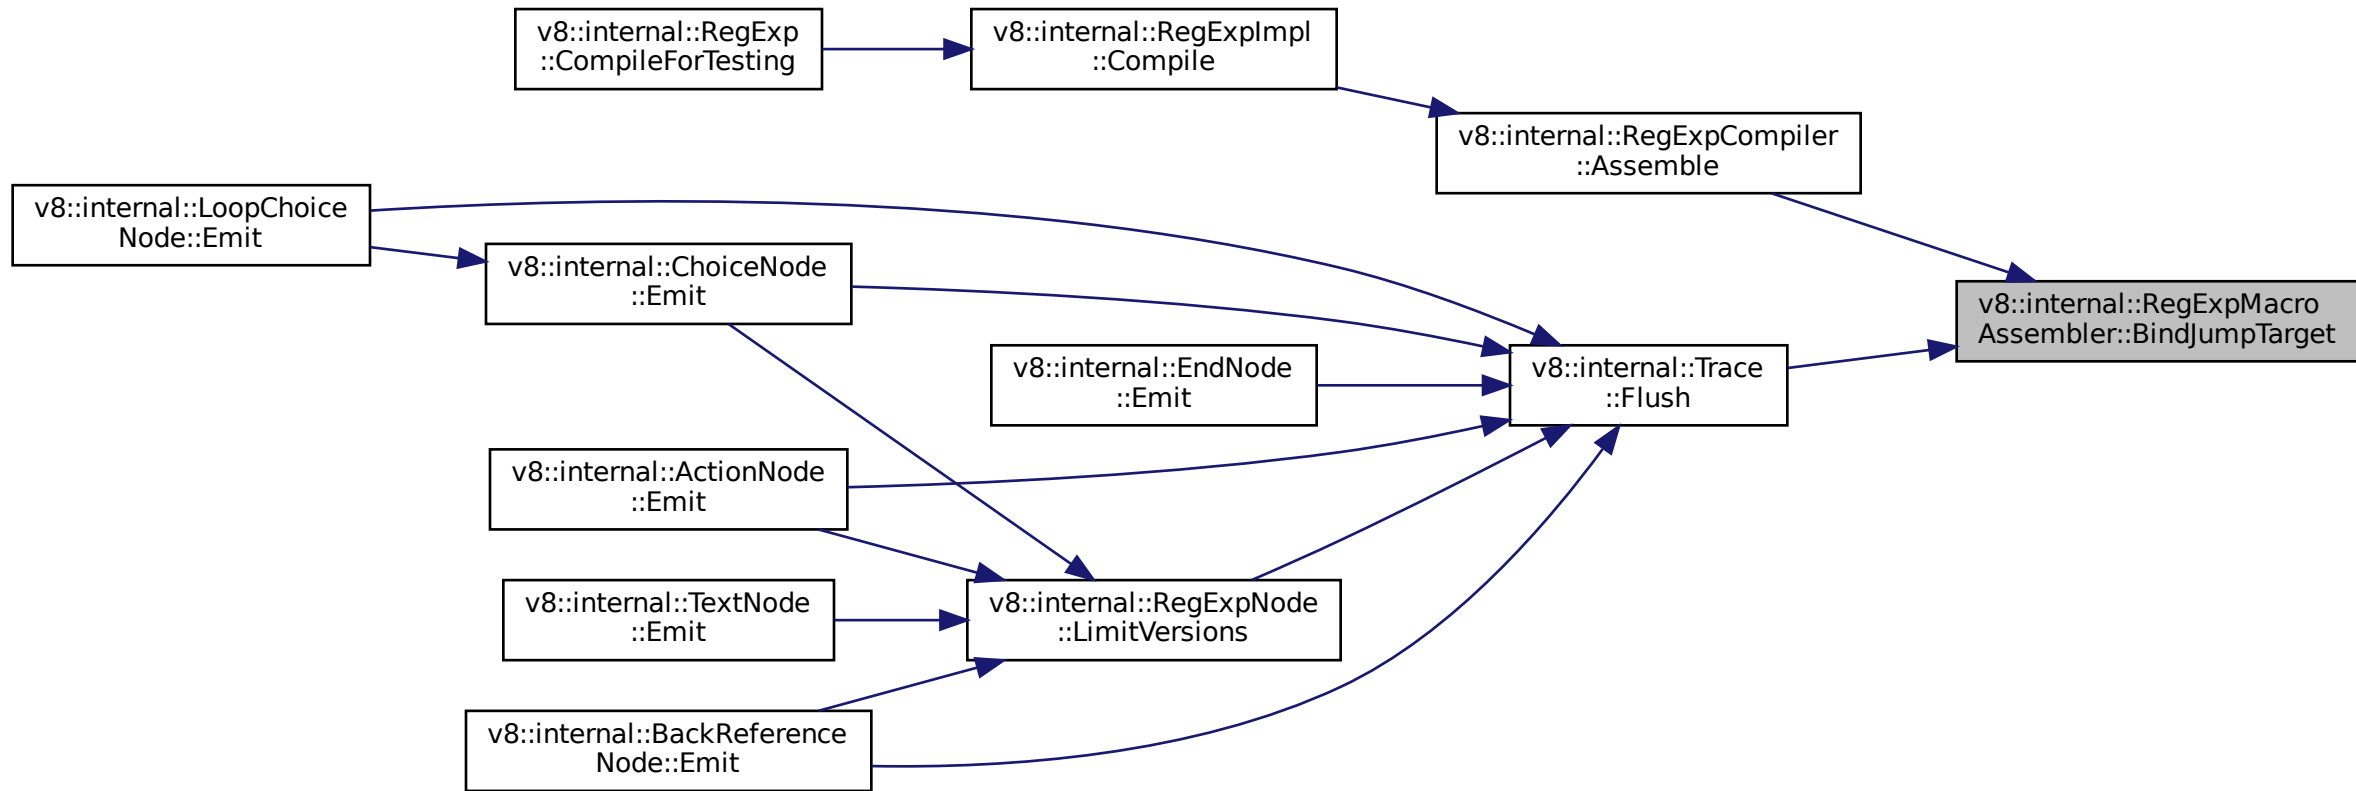 v8::internal::RegExp
::CompileForTesting
v8::internal::RegExpImpl
::Compile
v8::internal::RegExpCompiler
::Assemble
v8::internal::LoopChoice
Node::Emit
v8::internal::ChoiceNode
::Emit
v8::internal::RegExpMacro
Assembler::BindJumpTarget
v8::internal::EndNode
::Emit
v8::internal::Trace
::Flush
v8::internal::ActionNode
::Emit
v8::internal::TextNode
::Emit
v8::internal::RegExpNode
::LimitVersions
v8::internal::BackReference
Node::Emit